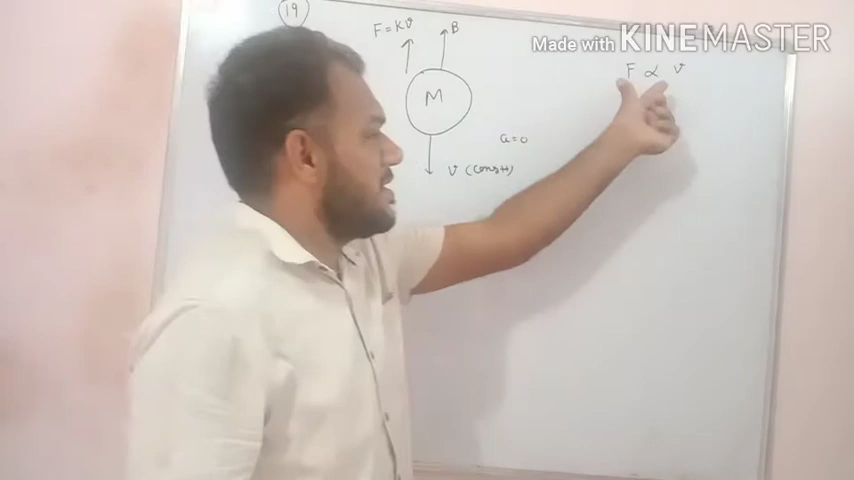 19
F = Kv
B
Made with KINEMASTER
F ∝ v
M
a = 0
v (const)